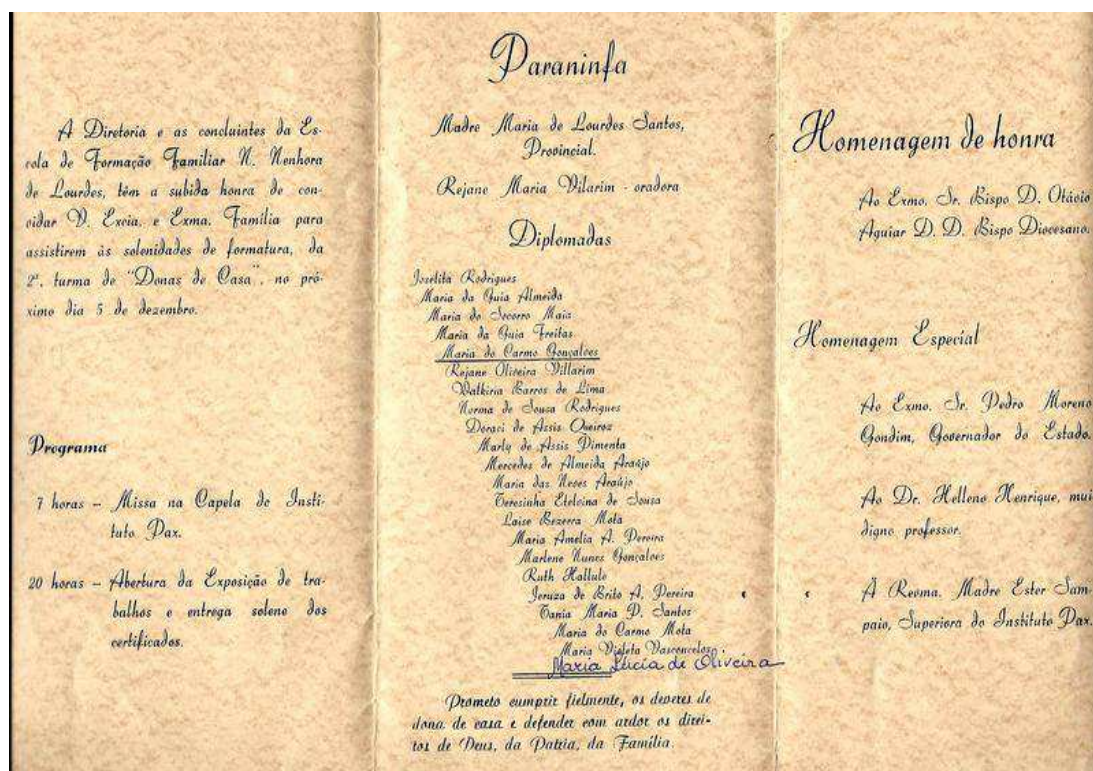 A Diretoria e as concluintes da Es-
cola de Formação Familiar N. Nenhora
de Lourdes, têm a subida honra de con-
vidar V. Excia. e Exma. Família para
assistirem às solenidades de formatura, da
2ª. turma de "Donas de Casa", no pró-
ximo dia 5 de dezembro.
Programa
7 horas – Missa na Capela do Insti-
tuto Pax.
20 horas – Abertura da Exposição de tra-
balhos e entrega solene dos
certificados.
Paraninfa
Madre Maria de Lourdes Santos,
Provincial.
Rejane Maria Vilarim - oradora
Diplomadas
Joselita Rodrigues
Maria da Guia Almeida
Maria do Socorro Maia
Maria da Guia Freitas
Maria do Carmo Gonçalves
Rejane Oliveira Villarim
Walkiria Barros de Lima
Norma de Sousa Rodrigues
Doraci de Assis Queiroz
Marly de Assis Pimenta
Mercedes de Almeida Araújo
Maria das Neves Araújo
Teresinha Etelvina de Sousa
Laise Bezerra Mota
Maria Amelia A. Pereira
Marlene Nunes Gonçalves
Ruth Hallule
Jeruza de Brito A. Pereira
Tania Maria P. Santos
Maria do Carmo Mota
Maria Violeta Vasconcelos.
Maria Lucia de Oliveira
Prometo cumprir fielmente, os deveres de
dona de casa e defender com ardor os direi-
tos de Deus, da Patria, da Família.
Homenagem de honra
Ao Exmo. Sr. Bispo D. Otávio
Aguiar D. D. Bispo Diocesano.
Homenagem Especial
Ao Exmo. Sr. Pedro Moreno
Gondim, Governador do Estado.
Ao Dr. Helleno Henrique, mui
digno professor.
Ä Revma. Madre Ester Sam-
paio, Superiora do Instituto Pax.